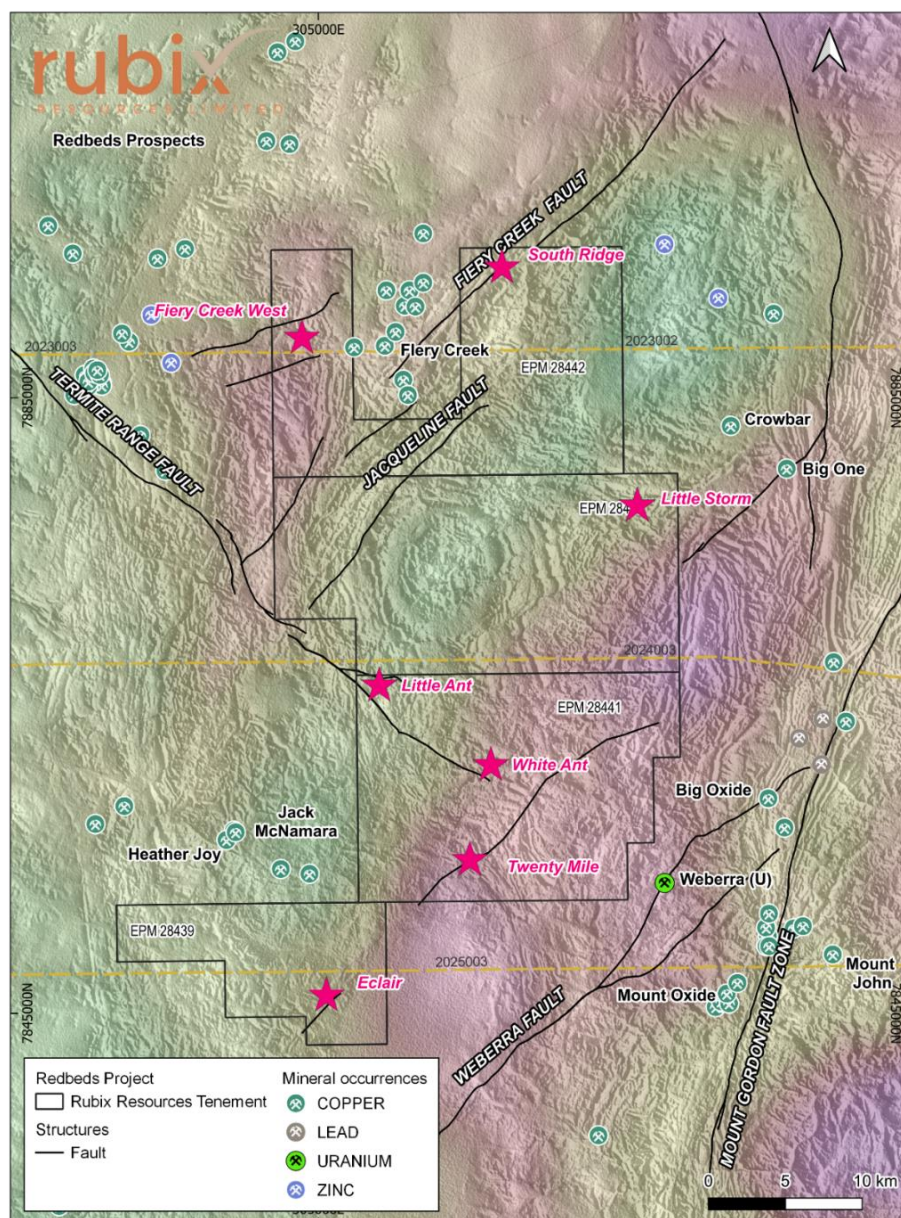 305000E
rubix
RESOURCES LIMITED
Redbeds Prospects
FIERY CREEK FAULT
South Ridge
Fiery Creek West
2023003
Fiery Creek
2023002
EPM 28442
7885000N
7885000N
TERMITE RANGE FAULT
JACQUELINE FAULT
Crowbar
Big One
Little Storm
EPM 284
2024003
Little Ant
EPM 28441
White Ant
Big Oxide
Jack
McNamara
Heather Joy
Twenty Mile
Weberra (U)
EPM 28439
2025003
Eclair
Mount Oxide
Mount
John
7845000N
7845000N
WEBERRA FAULT
MOUNT GORDON FAULT ZONE
Redbeds Project
Rubix Resources Tenement
Structures
Fault
Mineral occurrences
COPPER
LEAD
URANIUM
ZINC
0 5 10 km